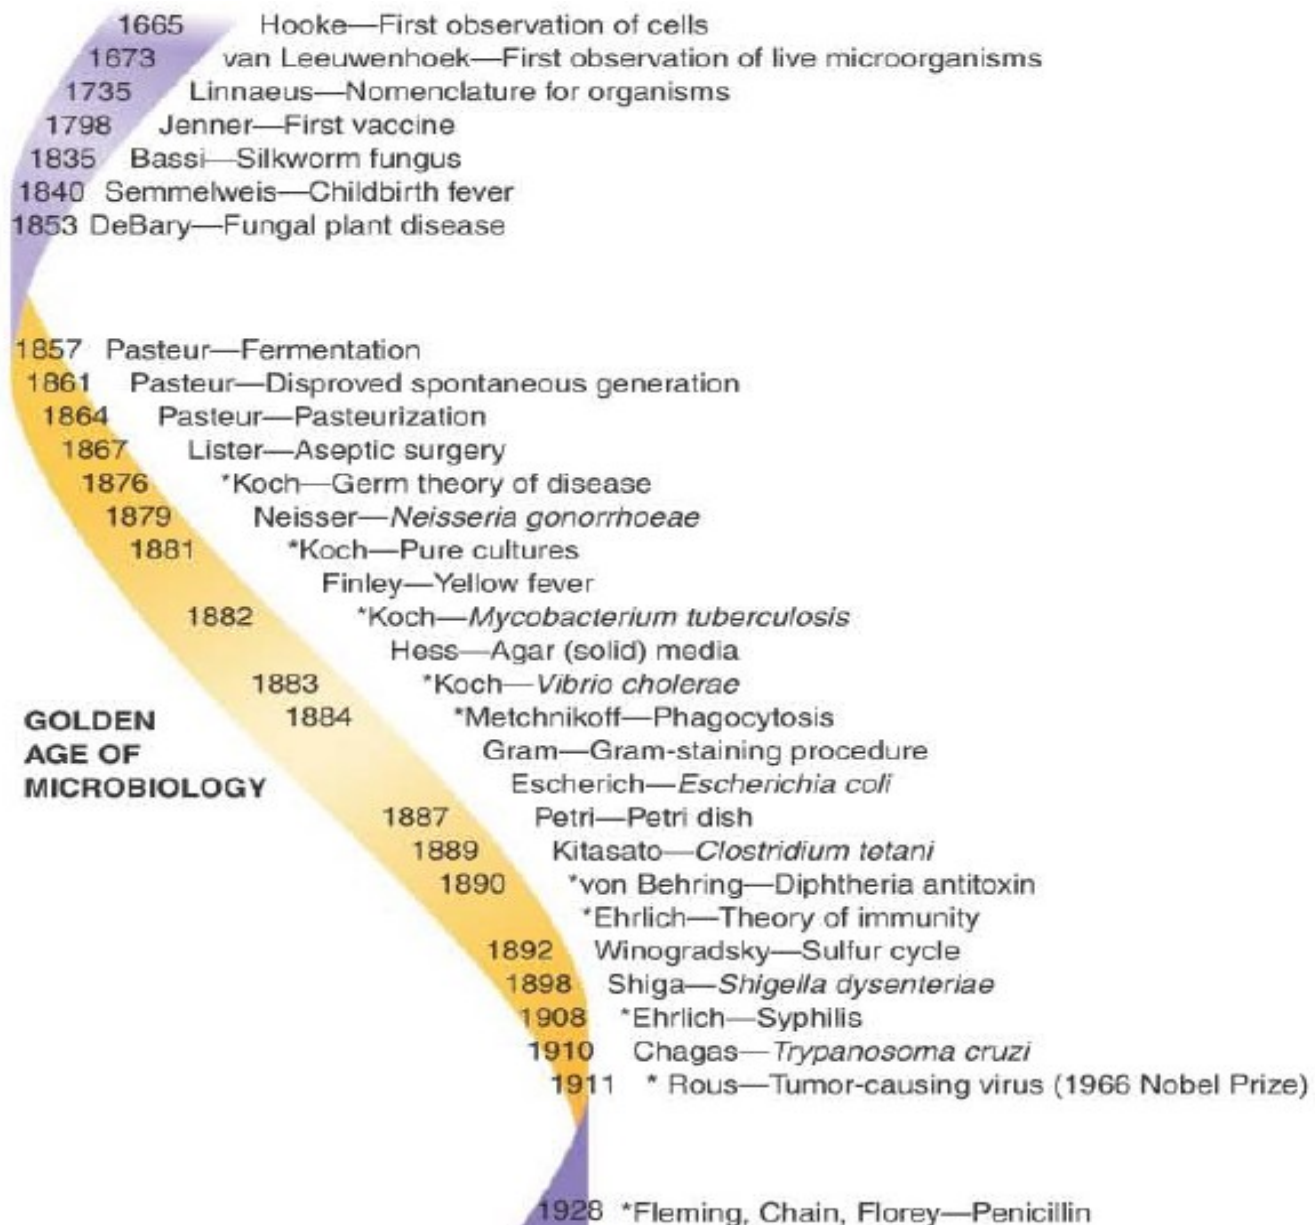 1665 Hooke—First observation of cells
1673 van Leeuwenhoek—First observation of live microorganisms
1735 Linnaeus—Nomenclature for organisms
1798 Jenner—First vaccine
1835 Bassi—Silkworm fungus
1840 Semmelweis—Childbirth fever
1853 DeBary—Fungal plant disease
1857 Pasteur—Fermentation
1861 Pasteur—Disproved spontaneous generation
1864 Pasteur—Pasteurization
1867 Lister—Aseptic surgery
1876 *Koch—Germ theory of disease
1879 Neisser—Neisseria gonorrhoeae
1881 *Koch—Pure cultures
Finley—Yellow fever
1882 *Koch—Mycobacterium tuberculosis
Hess—Agar (solid) media
1883 *Koch—Vibrio cholerae
GOLDEN
AGE OF
MICROBIOLOGY
1884 *Metchnikoff—Phagocytosis
Gram—Gram-staining procedure
Escherich—Escherichia coli
1887 Petri—Petri dish
1889 Kitasato—Clostridium tetani
1890 *von Behring—Diphtheria antitoxin
*Ehrlich—Theory of immunity
1892 Winogradsky—Sulfur cycle
1898 Shiga—Shigella dysenteriae
1908 *Ehrlich—Syphilis
1910 Chagas—Trypanosoma cruzi
1911 * Rous—Tumor-causing virus (1966 Nobel Prize)
1928 *Fleming, Chain, Florey—Penicillin